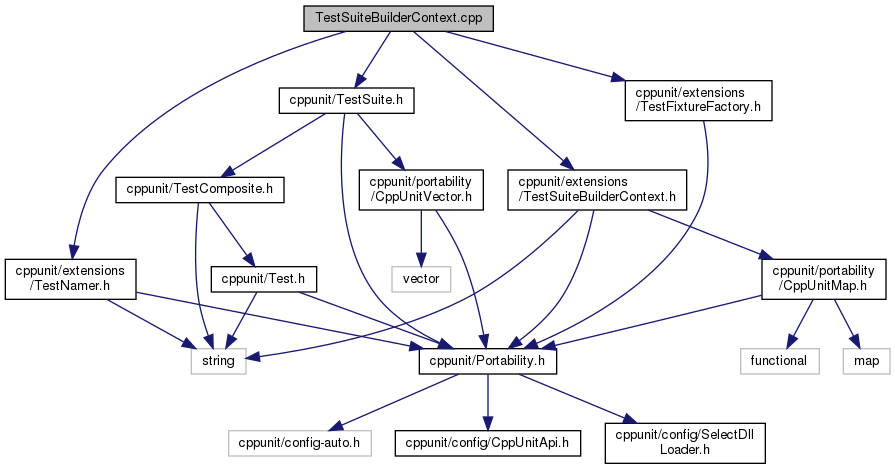 TestSuiteBuilderContext.cpp
cppunit/TestSuite.h
cppunit/extensions
/TestFixtureFactory.h
cppunit/TestComposite.h
cppunit/portability
/CppUnitVector.h
cppunit/extensions
/TestSuiteBuilderContext.h
cppunit/extensions
/TestNamer.h
cppunit/Test.h
vector
cppunit/portability
/CppUnitMap.h
string
cppunit/Portability.h
functional
map
cppunit/config-auto.h
cppunit/config/CppUnitApi.h
cppunit/config/SelectDll
Loader.h